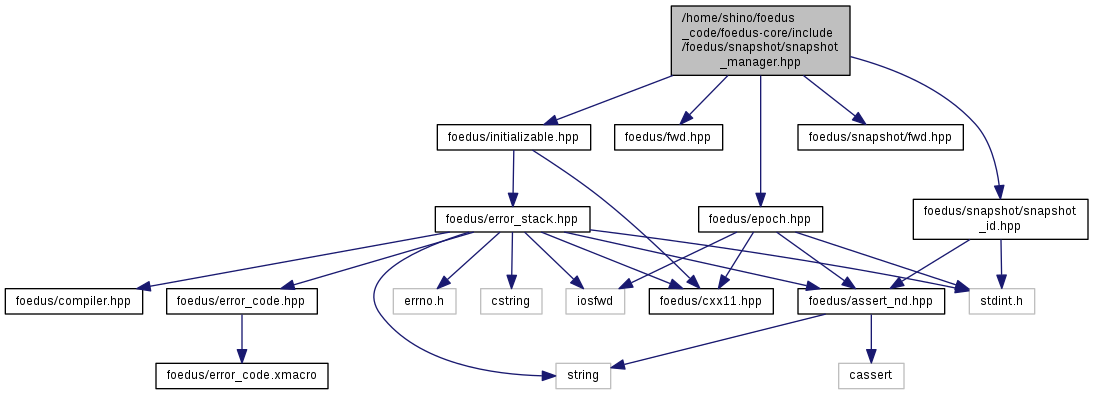 /home/shino/foedus
_code/foedus-core/include
/foedus/snapshot/snapshot
_manager.hpp
foedus/initializable.hpp
foedus/fwd.hpp
foedus/snapshot/fwd.hpp
foedus/error_stack.hpp
foedus/epoch.hpp
foedus/snapshot/snapshot
_id.hpp
foedus/compiler.hpp
foedus/error_code.hpp
errno.h
cstring
iosfwd
foedus/cxx11.hpp
foedus/assert_nd.hpp
stdint.h
foedus/error_code.xmacro
string
cassert